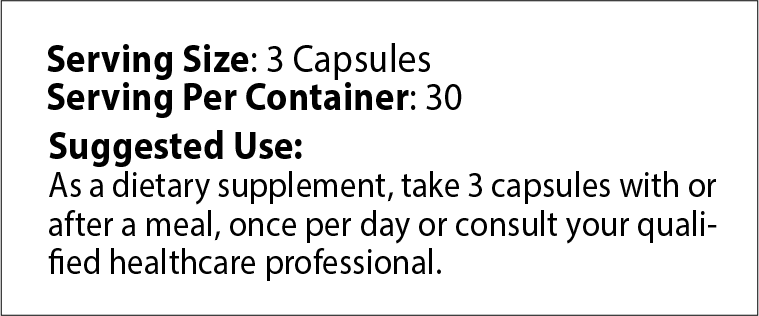 Serving Size: 3 Capsules
Serving Per Container: 30
Suggested Use:
As a dietary supplement, take 3 capsules with or
after a meal, once per day or consult your quali-
fied healthcare professional.